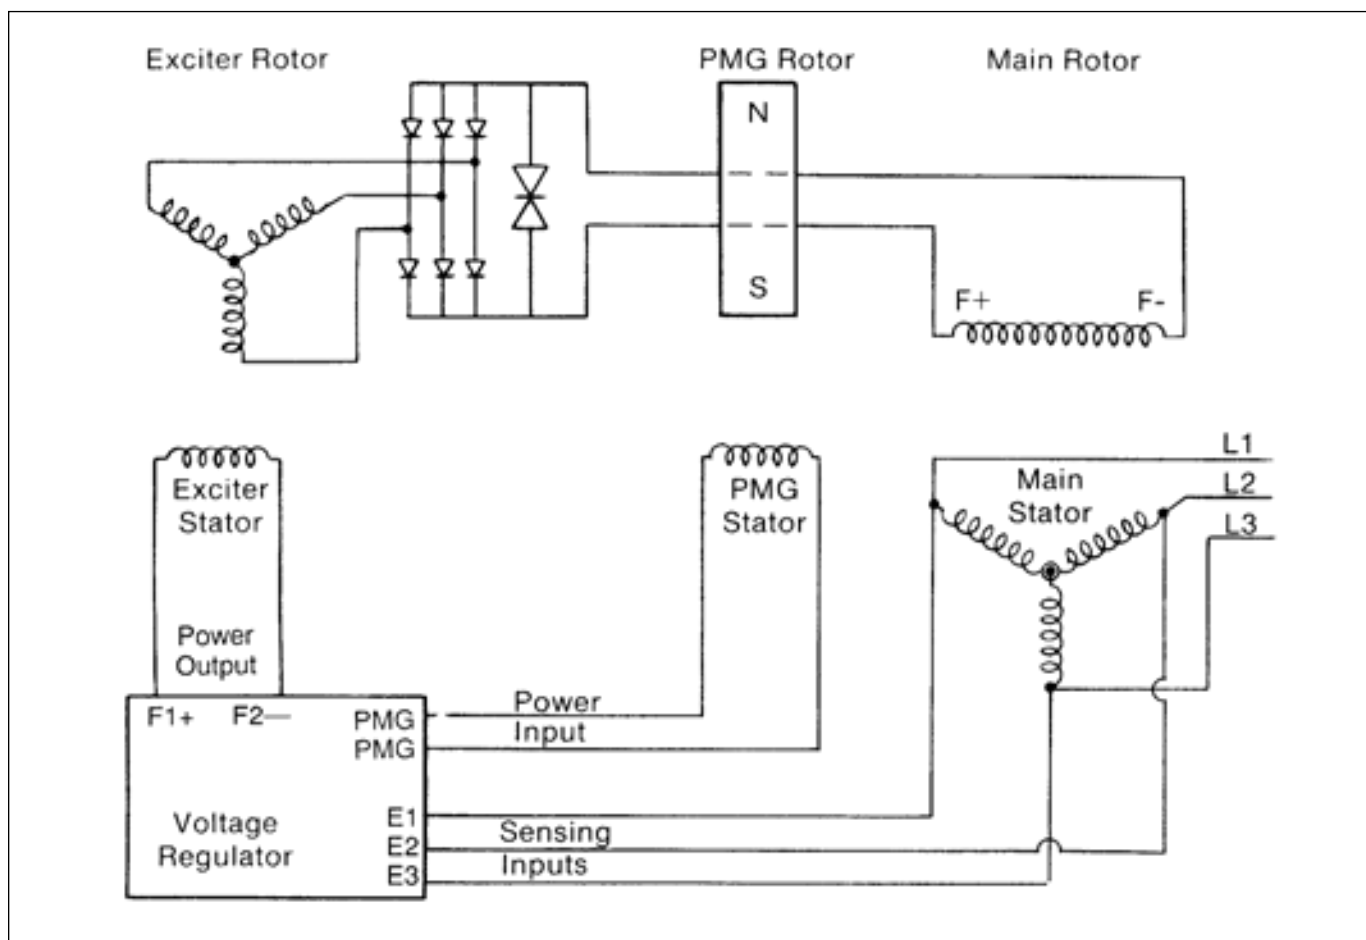 Exciter Rotor
PMG Rotor
Main Rotor
N
S
F+
F-
Exciter
Stator
PMG
Stator
Main
Stator
L1
L2
L3
Power
Output
F1+
F2—
PMG
PMG
Power
Input
Voltage
Regulator
E1
E2
E3
Sensing
Inputs